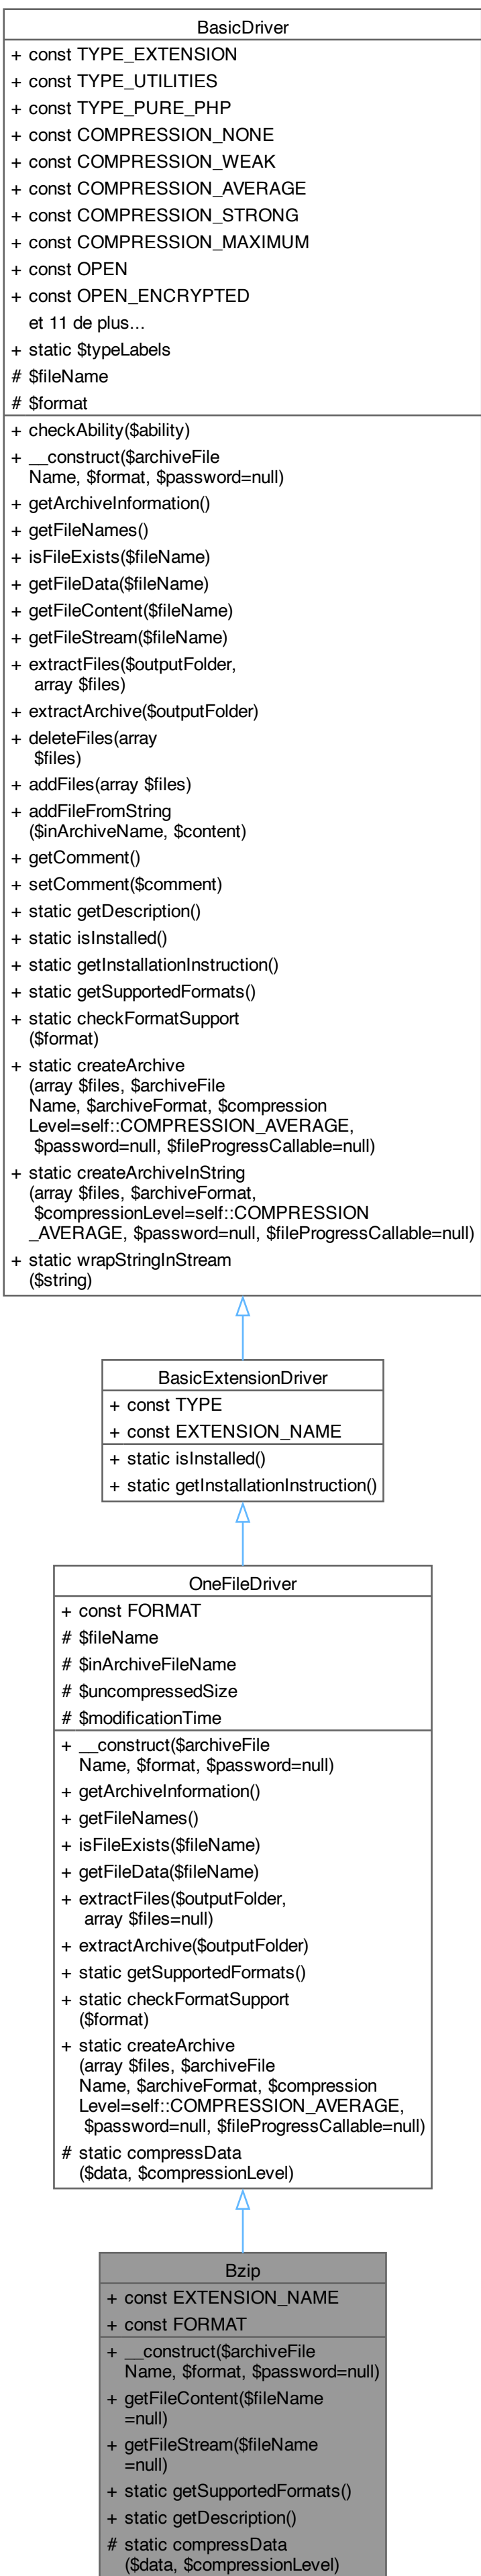 BasicDriver
+ const TYPE_EXTENSION
+ const TYPE_UTILITIES
+ const TYPE_PURE_PHP
+ const COMPRESSION_NONE
+ const COMPRESSION_WEAK
+ const COMPRESSION_AVERAGE
+ const COMPRESSION_STRONG
+ const COMPRESSION_MAXIMUM
+ const OPEN
+ const OPEN_ENCRYPTED
et 11 de plus...
+ static $typeLabels
# $fileName
# $format
+ checkAbility($ability)
+ __construct($archiveFile
Name, $format, $password=null)
+ getArchiveInformation()
+ getFileNames()
+ isFileExists($fileName)
+ getFileData($fileName)
+ getFileContent($fileName)
+ getFileStream($fileName)
+ extractFiles($outputFolder,
array $files)
+ extractArchive($outputFolder)
+ deleteFiles(array
$files)
+ addFiles(array $files)
+ addFileFromString
($inArchiveName, $content)
+ getComment()
+ setComment($comment)
+ static getDescription()
+ static isInstalled()
+ static getInstallationInstruction()
+ static getSupportedFormats()
+ static checkFormatSupport
($format)
+ static createArchive
(array $files, $archiveFile
Name, $archiveFormat, $compression
Level=self::COMPRESSION_AVERAGE,
$password=null, $fileProgressCallable=null)
+ static createArchiveInString
(array $files, $archiveFormat,
$compressionLevel=self::COMPRESSION
_AVERAGE, $password=null, $fileProgressCallable=null)
+ static wrapStringInStream
($string)
BasicExtensionDriver
+ const TYPE
+ const EXTENSION_NAME
+ static isInstalled()
+ static getInstallationInstruction()
OneFileDriver
+ const FORMAT
# $fileName
# $inArchiveFileName
# $uncompressedSize
# $modificationTime
+ __construct($archiveFile
Name, $format, $password=null)
+ getArchiveInformation()
+ getFileNames()
+ isFileExists($fileName)
+ getFileData($fileName)
+ extractFiles($outputFolder,
array $files=null)
+ extractArchive($outputFolder)
+ static getSupportedFormats()
+ static checkFormatSupport
($format)
+ static createArchive
(array $files, $archiveFile
Name, $archiveFormat, $compression
Level=self::COMPRESSION_AVERAGE,
$password=null, $fileProgressCallable=null)
# static compressData
($data, $compressionLevel)
Bzip
+ const EXTENSION_NAME
+ const FORMAT
+ __construct($archiveFile
Name, $format, $password=null)
+ getFileContent($fileName
=null)
+ getFileStream($fileName
=null)
+ static getSupportedFormats()
+ static getDescription()
# static compressData
($data, $compressionLevel)